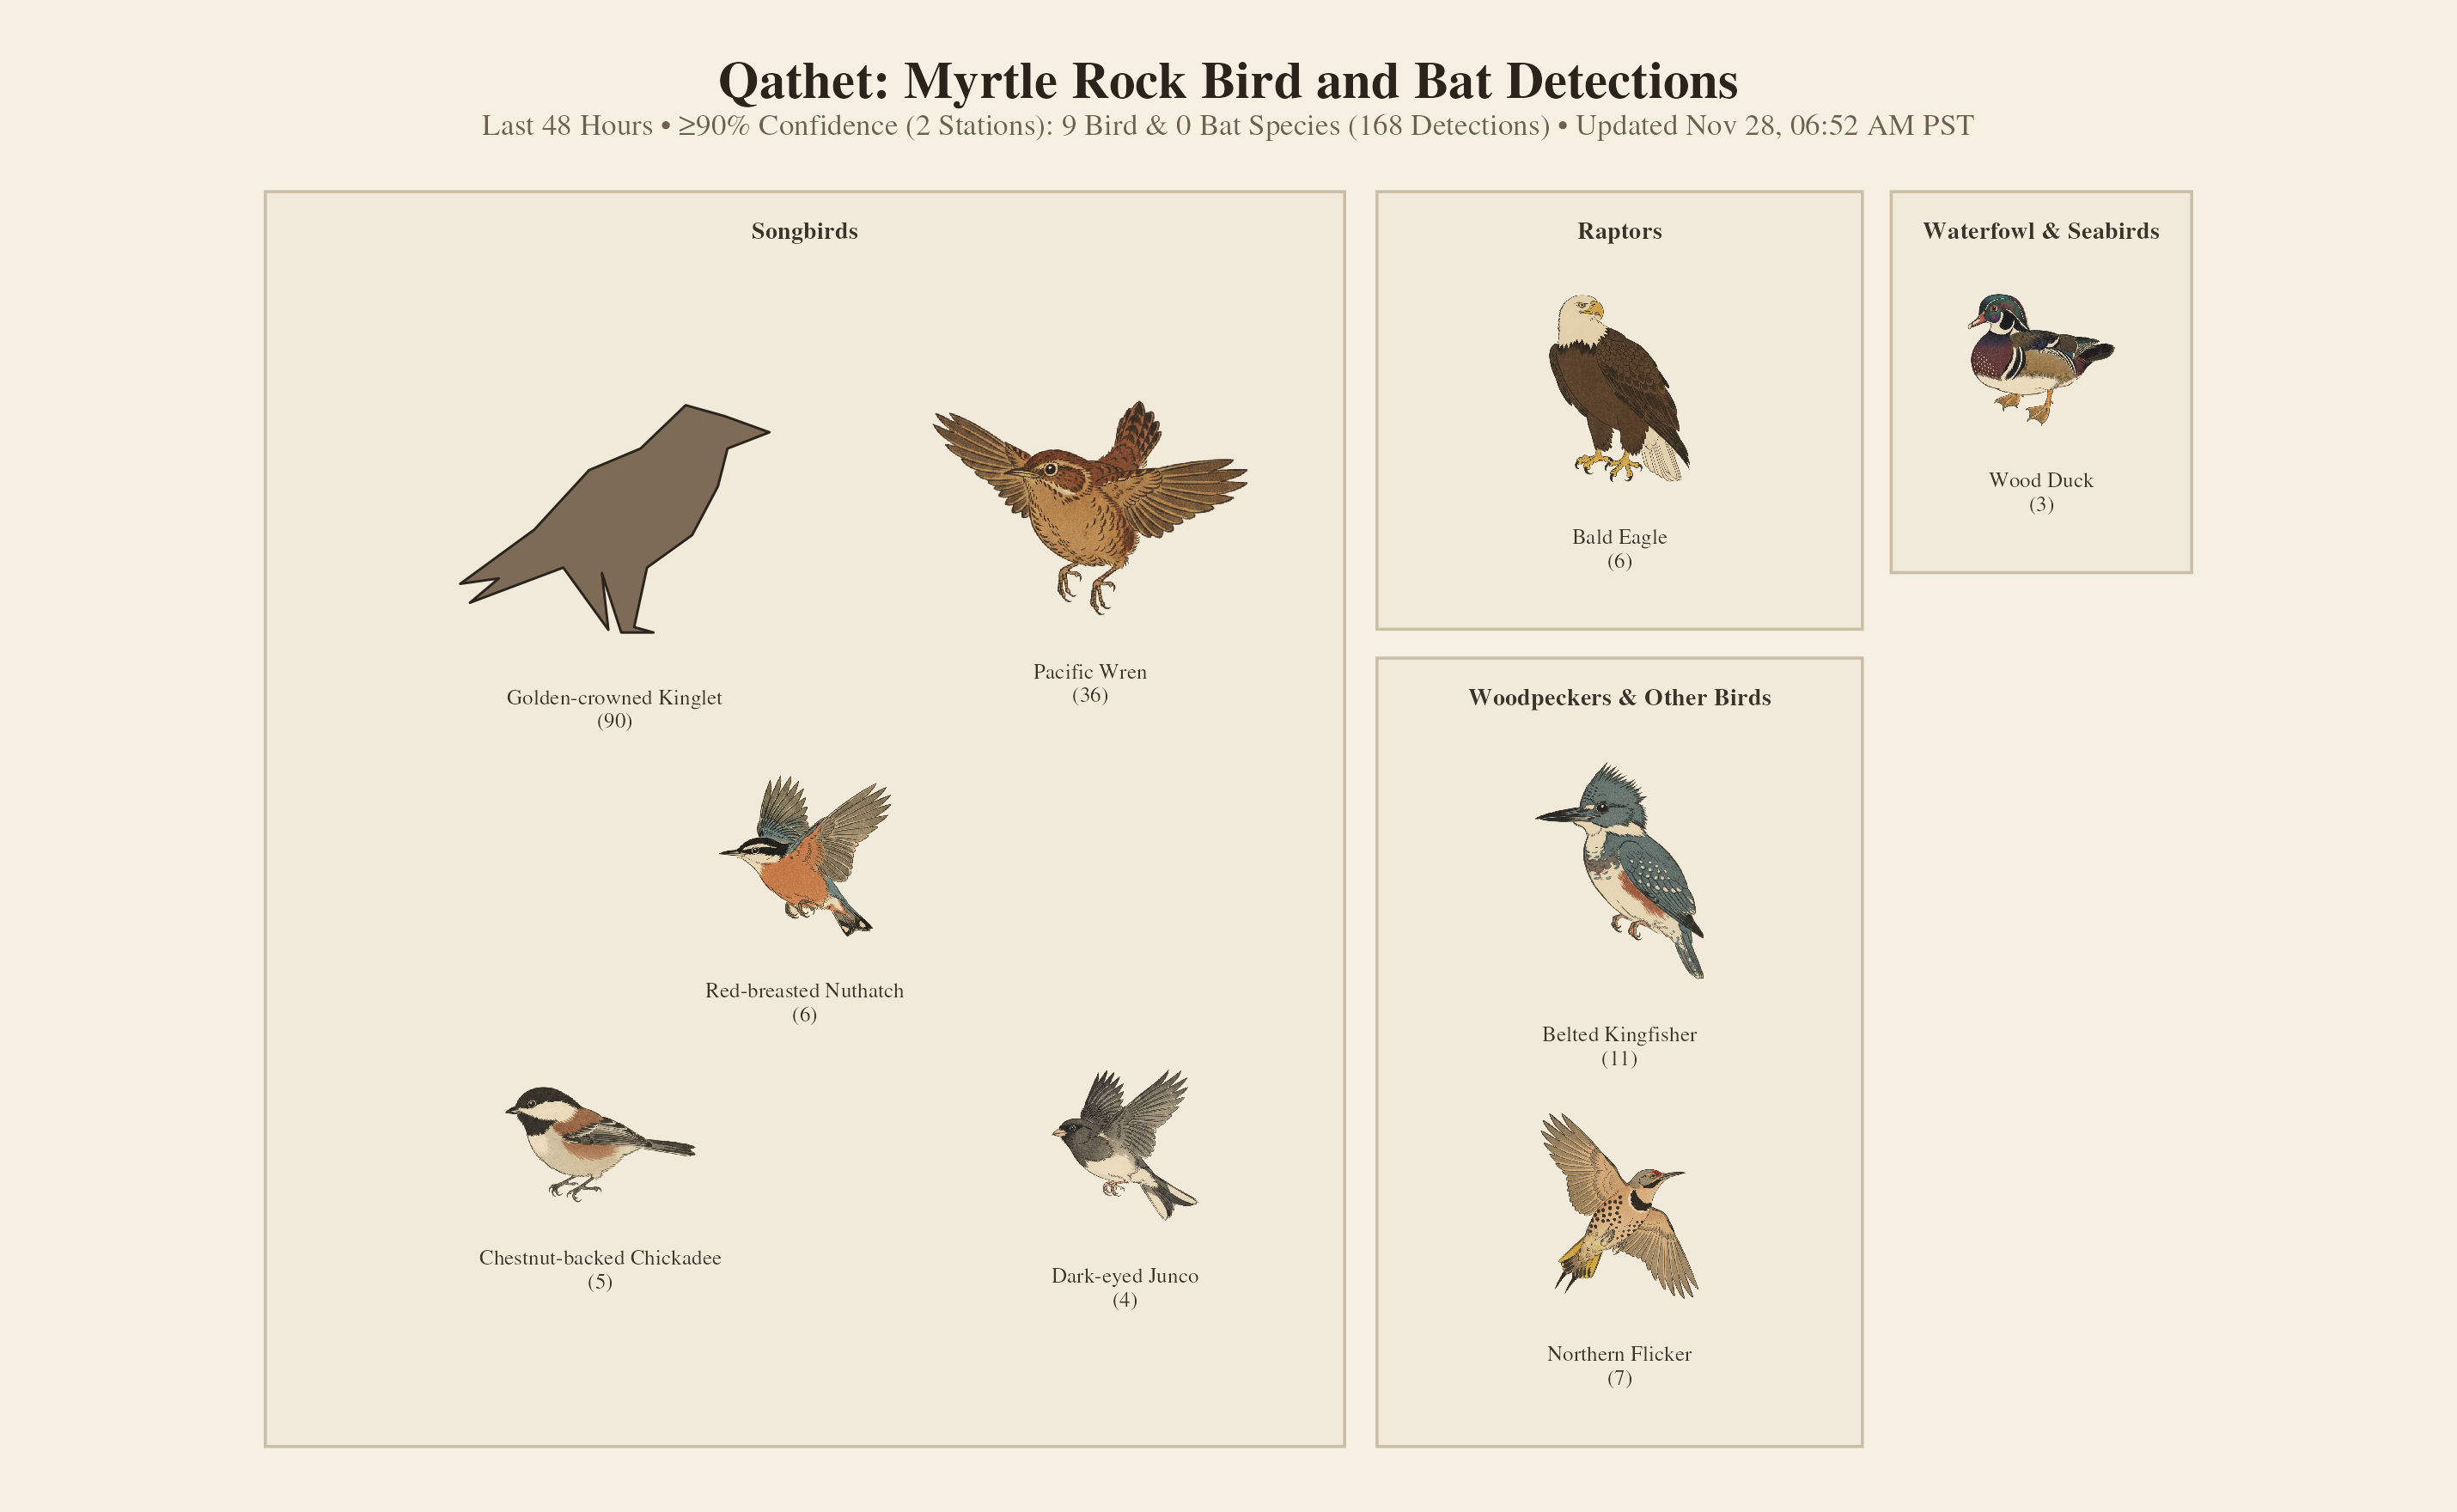 Qathet: Myrtle Rock Bird and Bat Detections
Last 48 Hours • ≥90% Confidence (2 Stations): 9 Bird & 0 Bat Species (168 Detections) • Updated Nov 28, 06:52 AM PST
Songbirds
Golden-crowned Kinglet
(90)
Pacific Wren
(36)
Red-breasted Nuthatch
(6)
Chestnut-backed Chickadee
(5)
Dark-eyed Junco
(4)
Raptors
Bald Eagle
(6)
Waterfowl & Seabirds
Wood Duck
(3)
Woodpeckers & Other Birds
Belted Kingfisher
(11)
Northern Flicker
(7)